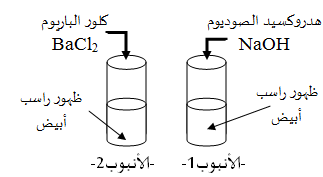 هدروكسيد الصوديوم
NaOH
كلور الباريوم
BaCl2
ظهور راسب
أبيض
ظهور راسب
أبيض
-الأنبوب1-
-الأنبوب2-